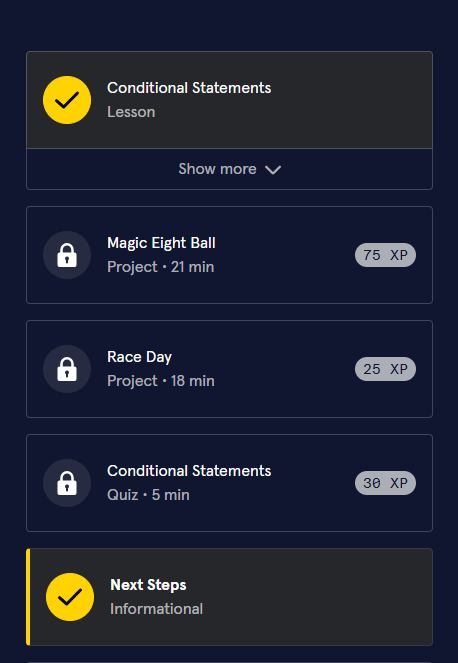 Conditional Statements
Lesson
Show more
Magic Eight Ball
Project • 21 min
75 XP
Race Day
Project • 18 min
25 XP
Conditional Statements
Quiz • 5 min
30 XP
Next Steps
Informational